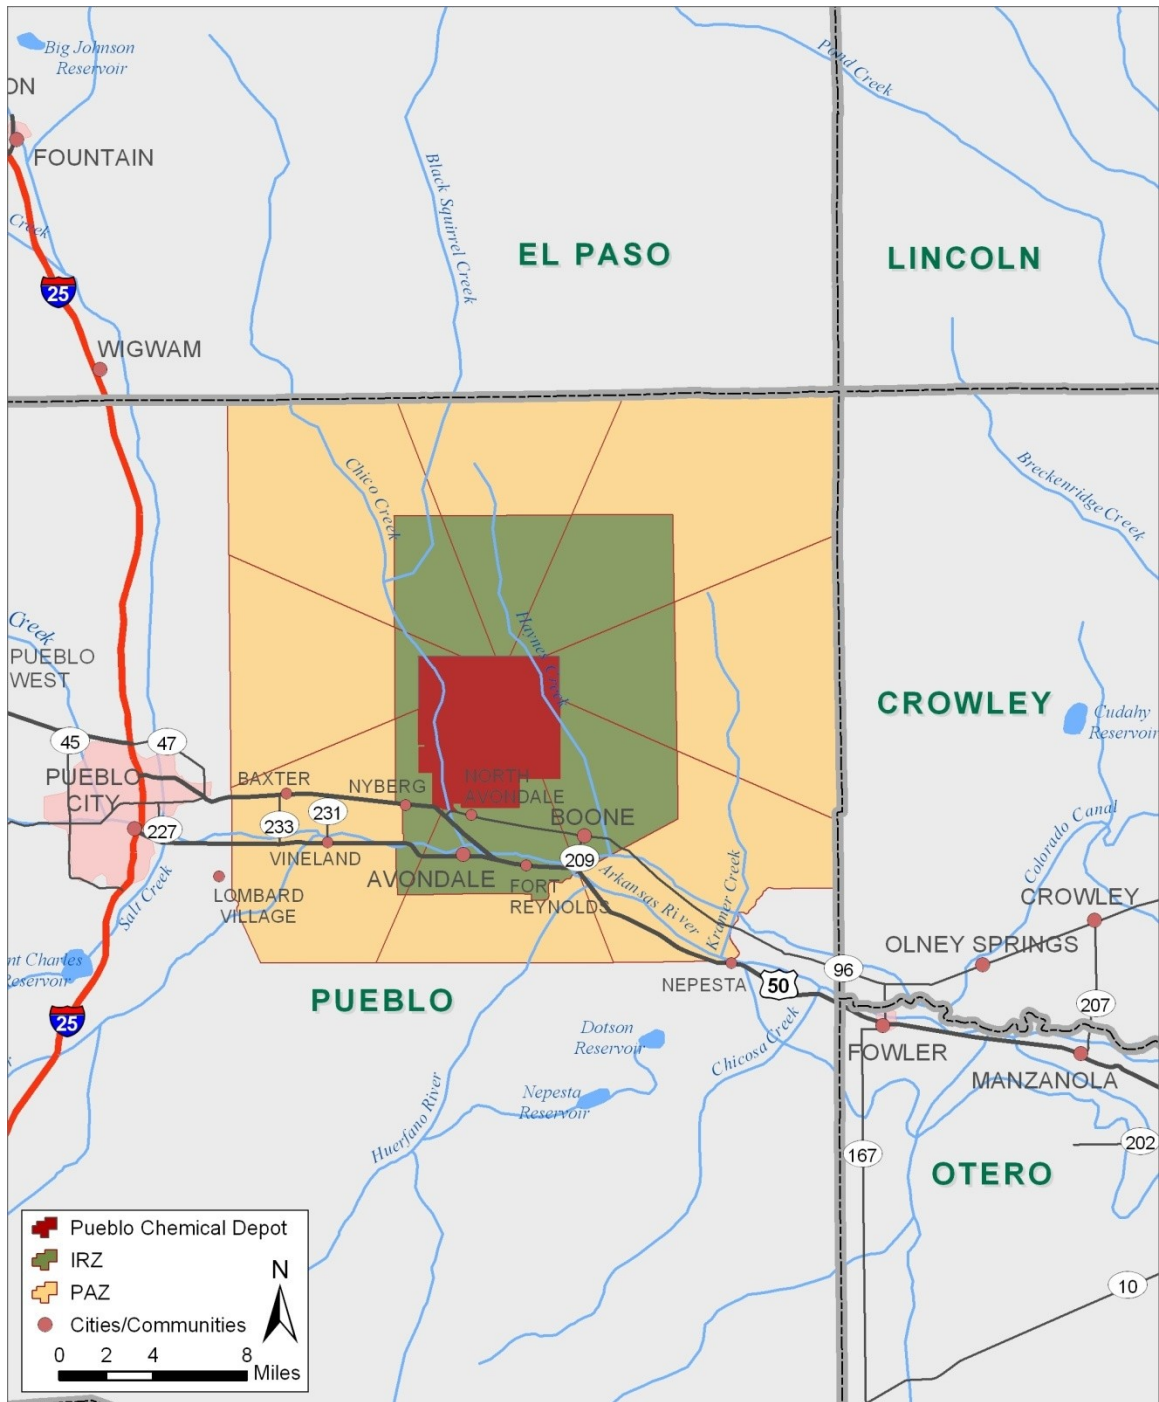 Big Johnson
Reservoir
ON
FOUNTAIN
Creek
25
WIGWAM
Pond Creek
Black Squirrel Creek
EL PASO
LINCOLN
Breckenridge Creek
Chico Creek
Haynes Creek
Creek
PUEBLO
WEST
45
47
PUEBLO
CITY
227
BAXTER
233
231
VINELAND
NYBERG
NORTH
AVONDALE
BOONE
209
AVONDALE
FORT
REYNOLDS
LOMBARD
VILLAGE
Salt Creek
nt Charles
Reservoir
25
Arkansas River
Kramer Creek
CROWLEY
Cudahy
Reservoir
Colorado Canal
CROWLEY
OLNEY SPRINGS
96
207
NEPESTA
50
PUEBLO
Dotson
Reservoir
Nepesta
Reservoir
Chicosa Creek
Huerfano River
FOWLER
MANZANOLA
202
167
OTERO
10
Pueblo Chemical Depot
IRZ
PAZ
Cities/Communities
N
0 2 4 8
Miles